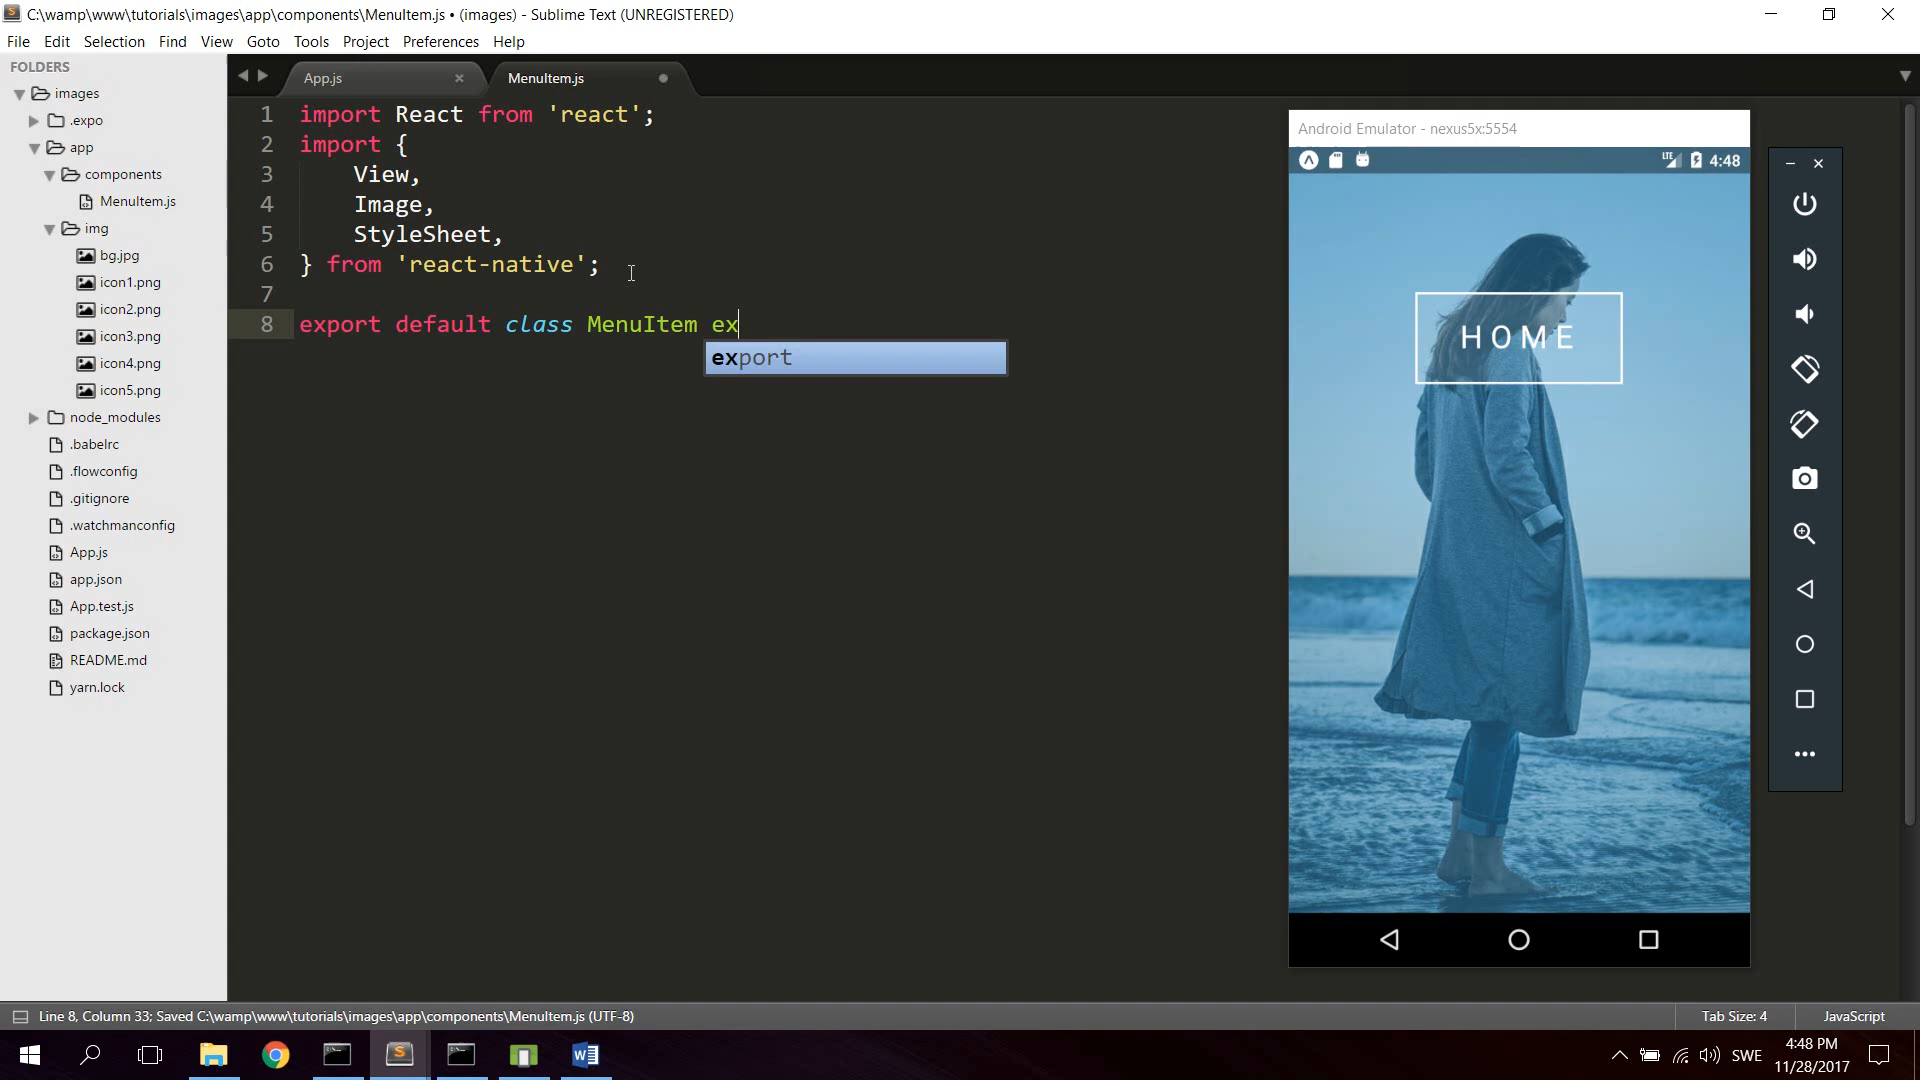 C:\wamp\www\tutorials\images\app\components\MenuItem.js • (images) - Sublime Text (UNREGISTERED)
File Edit Selection Find View Goto Tools Project Preferences Help
FOLDERS
images
.expo
app
components
MenuItem.js
img
bg.jpg
icon1.png
icon2.png
icon3.png
icon4.png
icon5.png
node_modules
.babelrc
.flowconfig
.gitignore
.watchmanconfig
App.js
app.json
App.test.js
package.json
README.md
yarn.lock
App.js
MenuItem.js
1 import React from 'react';
2 import {
3 View,
4 Image,
5 StyleSheet,
6 } from 'react-native';
7
8 export default class MenuItem ex
export
Android Emulator - nexus5x:5554
LTE 4:48
HOME
Line 8, Column 33; Saved C:\wamp\www\tutorials\images\app\components\MenuItem.js (UTF-8)
Tab Size: 4
JavaScript
SWE
4:48 PM
11/28/2017